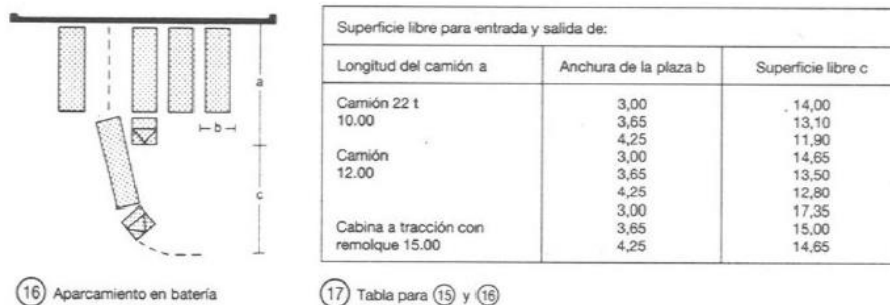 a
b
c
16 Aparcamiento en batería
Superficie libre para entrada y salida de:
Longitud del camión a Anchura de la plaza b Superficie libre c
Camión 22 t 3,00 14,00
10.00 3,65 13,10
4,25 11,90
Camión 3,00 14,65
12.00 3,65 13,50
4,25 12,80
3,00 17,35
Cabina a tracción con 3,65 15,00
remolque 15.00 4,25 14,65
17 Tabla para 15 y 16